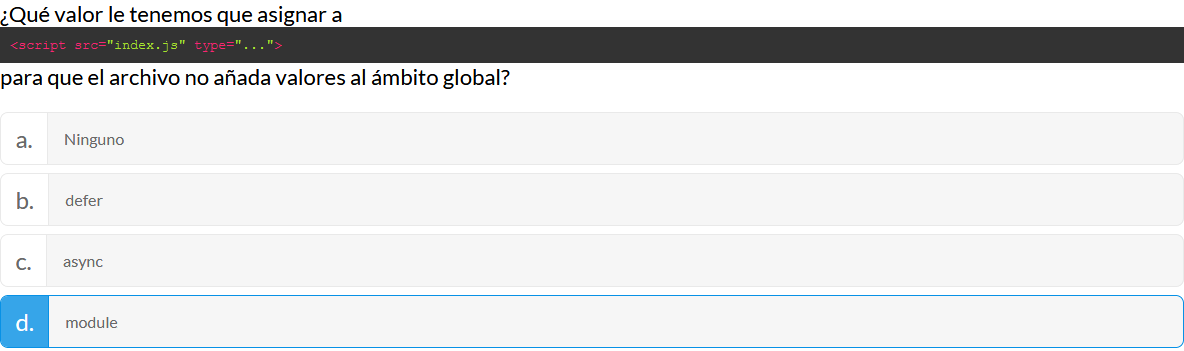 ¿Qué valor le tenemos que asignar a
<script src="index.js" type="...">
para que el archivo no añada valores al ámbito global?
a. Ninguno
b. defer
c. async
d. module